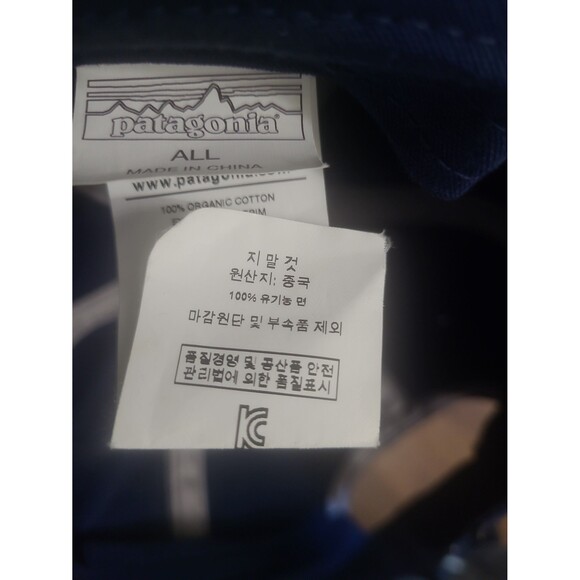 patagonia
ALL
MADE IN CHINA
www.patagonia
100% ORGANIC COTTON
지 말 것
원산지: 중국
100% 유기농 면
마감원단 및 부속품 제외
품질경영 및 공산품 안전
관리법에 의한 품질표시